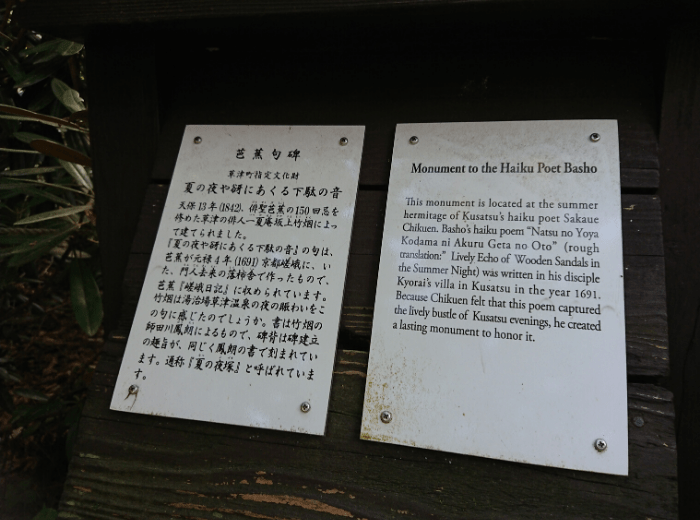 芭蕉句碑
草津町指定文化財
夏の夜や谺にあくる下駄の音
天保13年(1842)、俳聖芭蕉の150回忌を
修めた草津の俳人一夏庵坂上竹烟によっ
て建てられました。
『夏の夜や谺にあくる下駄の音』の句は、
芭蕉が元禄4年(1691)京都嵯峨に、い
た、門人去来の落柿舎で作ったもので、
芭蕉『嵯峨日記』に収められています。
竹烟は湯治場草津温泉の夜の賑わいをこ
の句に感じたのでしょうか。書は竹烟の
師田川鳳朗によるもので、碑背は碑建立
の趣旨が、同じく鳳朗の書で刻まれてい
ます。通称『夏の夜塚』と呼ばれていま
す。
Monument to the Haiku Poet Basho
This monument is located at the summer
hermitage of Kusatsu's haiku poet Sakaue
Chikuen. Basho's haiku poem "Natsu no Yoya
Kodama ni Akuru Geta no Oto" (rough
translation:" Lively Echo of Wooden Sandals in
the Summer Night) was written in his disciple
Kyorai's villa in Kusatsu in the year 1691.
Because Chikuen felt that this poem captured
the lively bustle of Kusatsu evenings, he created
a lasting monument to honor it.